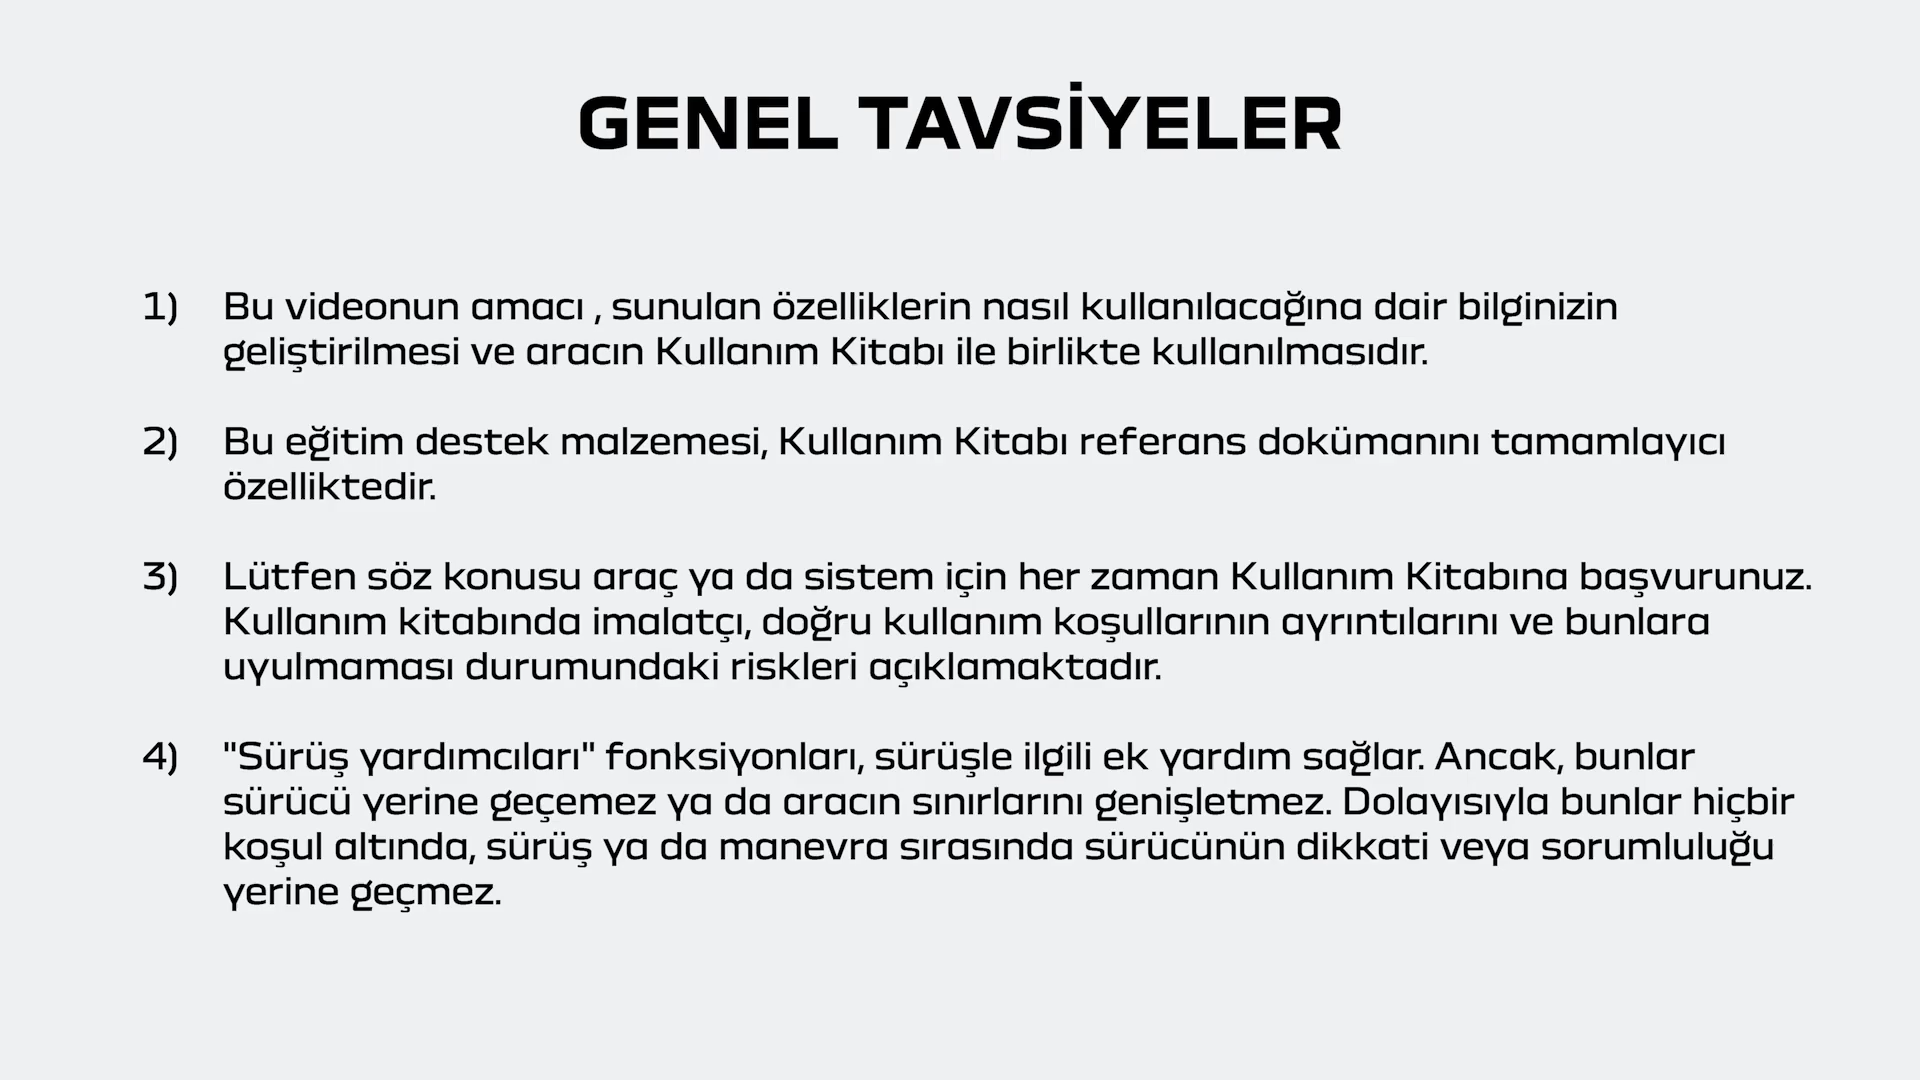 GENEL TAVSİYELER
1) Bu videonun amacı , sunulan özelliklerin nasıl kullanılacağına dair bilginizin
geliştirilmesi ve aracın Kullanım Kitabı ile birlikte kullanılmasıdır.
2) Bu eğitim destek malzemesi, Kullanım Kitabı referans dokümanını tamamlayıcı
özelliktedir.
3) Lütfen söz konusu araç ya da sistem için her zaman Kullanım Kitabına başvurunuz.
Kullanım kitabında imalatçı, doğru kullanım koşullarının ayrıntılarını ve bunlara
uyulmaması durumundaki riskleri açıklamaktadır.
4) "Sürüş yardımcıları" fonksiyonları, sürüşle ilgili ek yardım sağlar. Ancak, bunlar
sürücü yerine geçemez ya da aracın sınırlarını genişletmez. Dolayısıyla bunlar hiçbir
koşul altında, sürüş ya da manevra sırasında sürücünün dikkati veya sorumluluğu
yerine geçmez.